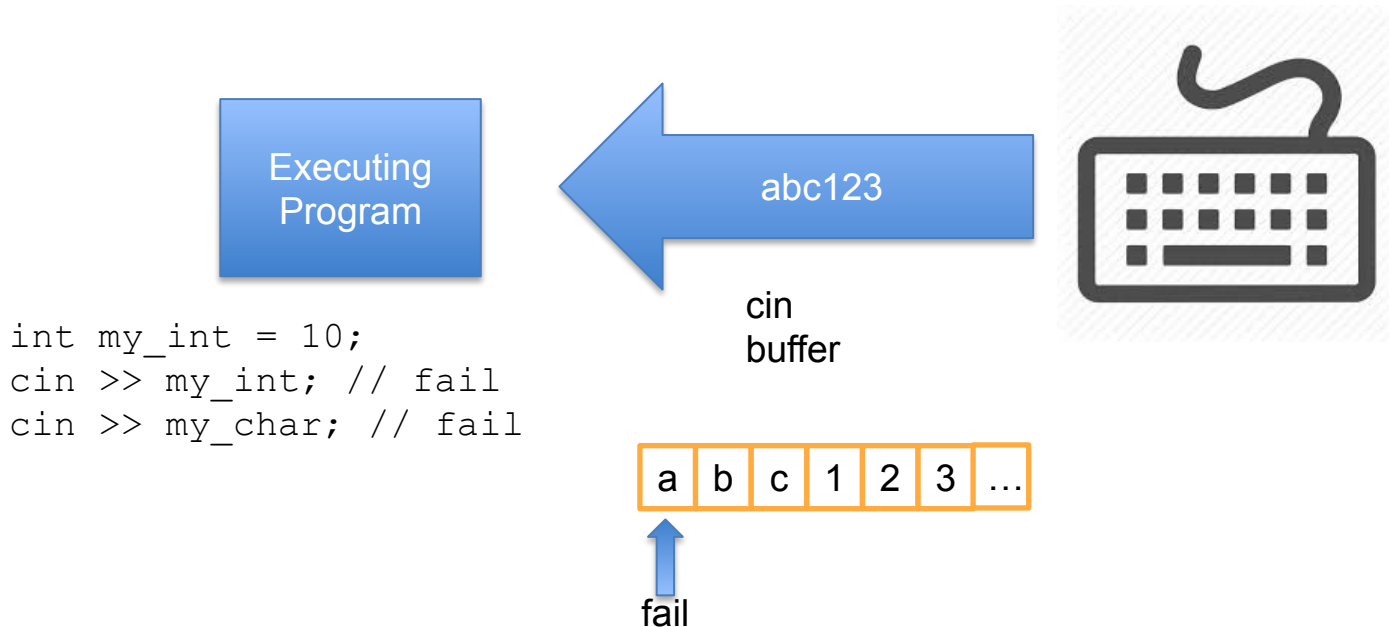 Executing
Program
abc123
cin
buffer
int my_int = 10;
cin >> my_int; // fail
cin >> my_char; // fail
a b c 1 2 3 …
fail